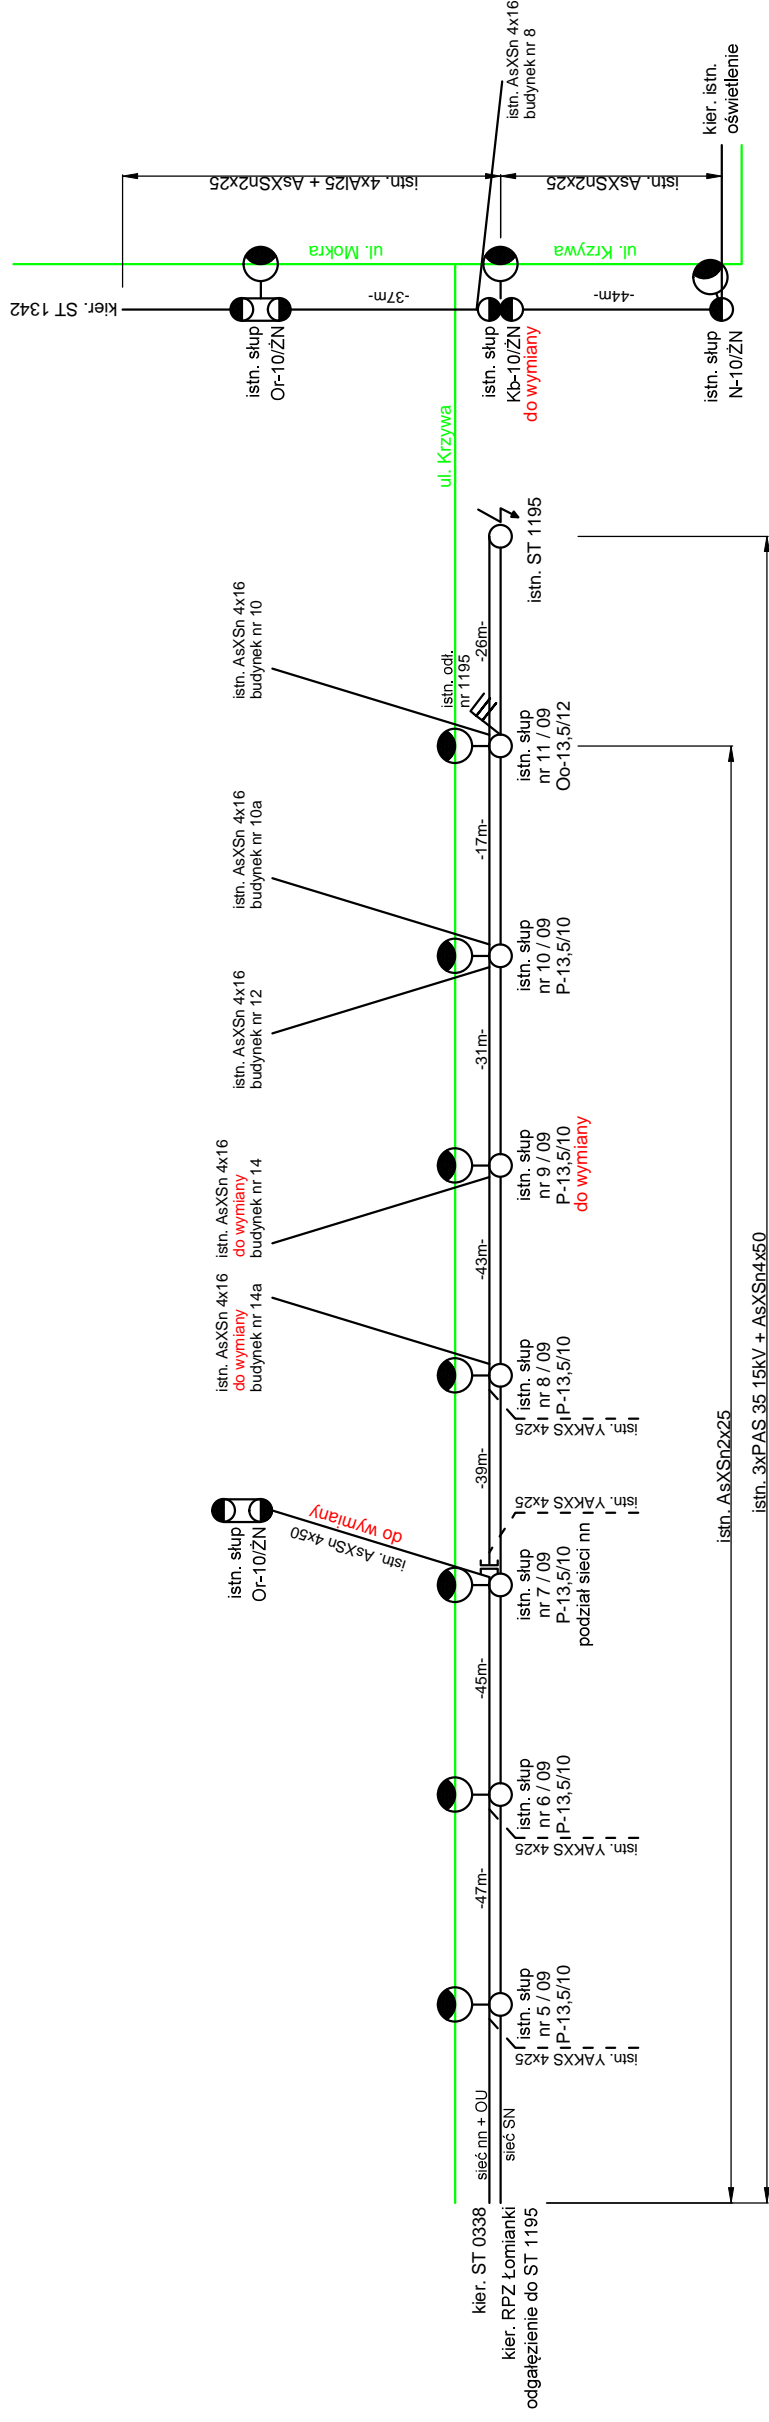 kier. ST 0338
kier. RPZ Łomianki
odgałęzienie do ST 1195
sieć nn + OU
sieć SN
istn. słup
nr 5 / 09
P-13,5/10
istn. YAKXS 4x25
-47m-
istn. słup
nr 6 / 09
P-13,5/10
istn. YAKXS 4x25
-45m-
istn. słup
Or-10/ŻN
istn. AsXSn 4x50
do wymiany
istn. słup
nr 7 / 09
P-13,5/10
podział sieci nn
istn. YAKXS 4x25
-39m-
istn. AsXSn 4x16
do wymiany
budynek nr 14a
istn. słup
nr 8 / 09
P-13,5/10
istn. YAKXS 4x25
-43m-
istn. AsXSn 4x16
do wymiany
budynek nr 14
istn. słup
nr 9 / 09
P-13,5/10
do wymiany
-31m-
istn. AsXSn 4x16
budynek nr 12
istn. AsXSn 4x16
budynek nr 10a
istn. słup
nr 10 / 09
P-13,5/10
-17m-
istn. AsXSn 4x16
budynek nr 10
istn. odł.
nr 1195
istn. słup
nr 11 / 09
Oo-13,5/12
-26m-
istn. ST 1195
ul. Krzywa
istn. AsXSn2x25
istn. 3xPAS 35 15kV + AsXSn4x50
kier. ST 1342
istn. słup
Or-10/ŻN
ul. Mokra
-37m-
istn. 4xAl25 + AsXSn2x25
istn. słup
Kb-10/ŻN
do wymiany
istn. AsXSn 4x16
budynek nr 8
ul. Krzywa
-44m-
istn. AsXSn2x25
istn. słup
N-10/ŻN
kier. istn.
oświetlenie